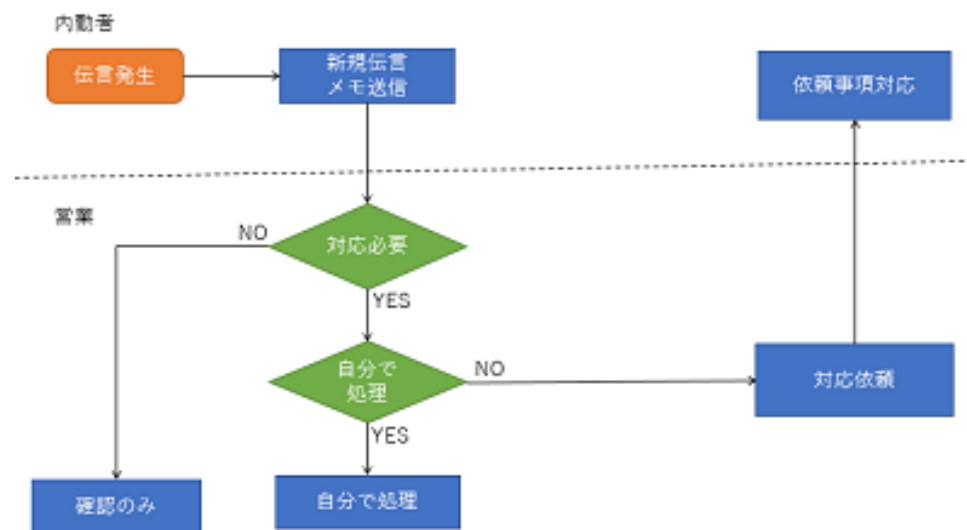 内動者
伝言発生
新規伝言
メモ送信
依頼事項対応
営業
NO
対応必要
YES
自分で
処理
NO
対応依頼
YES
確認のみ
自分で処理